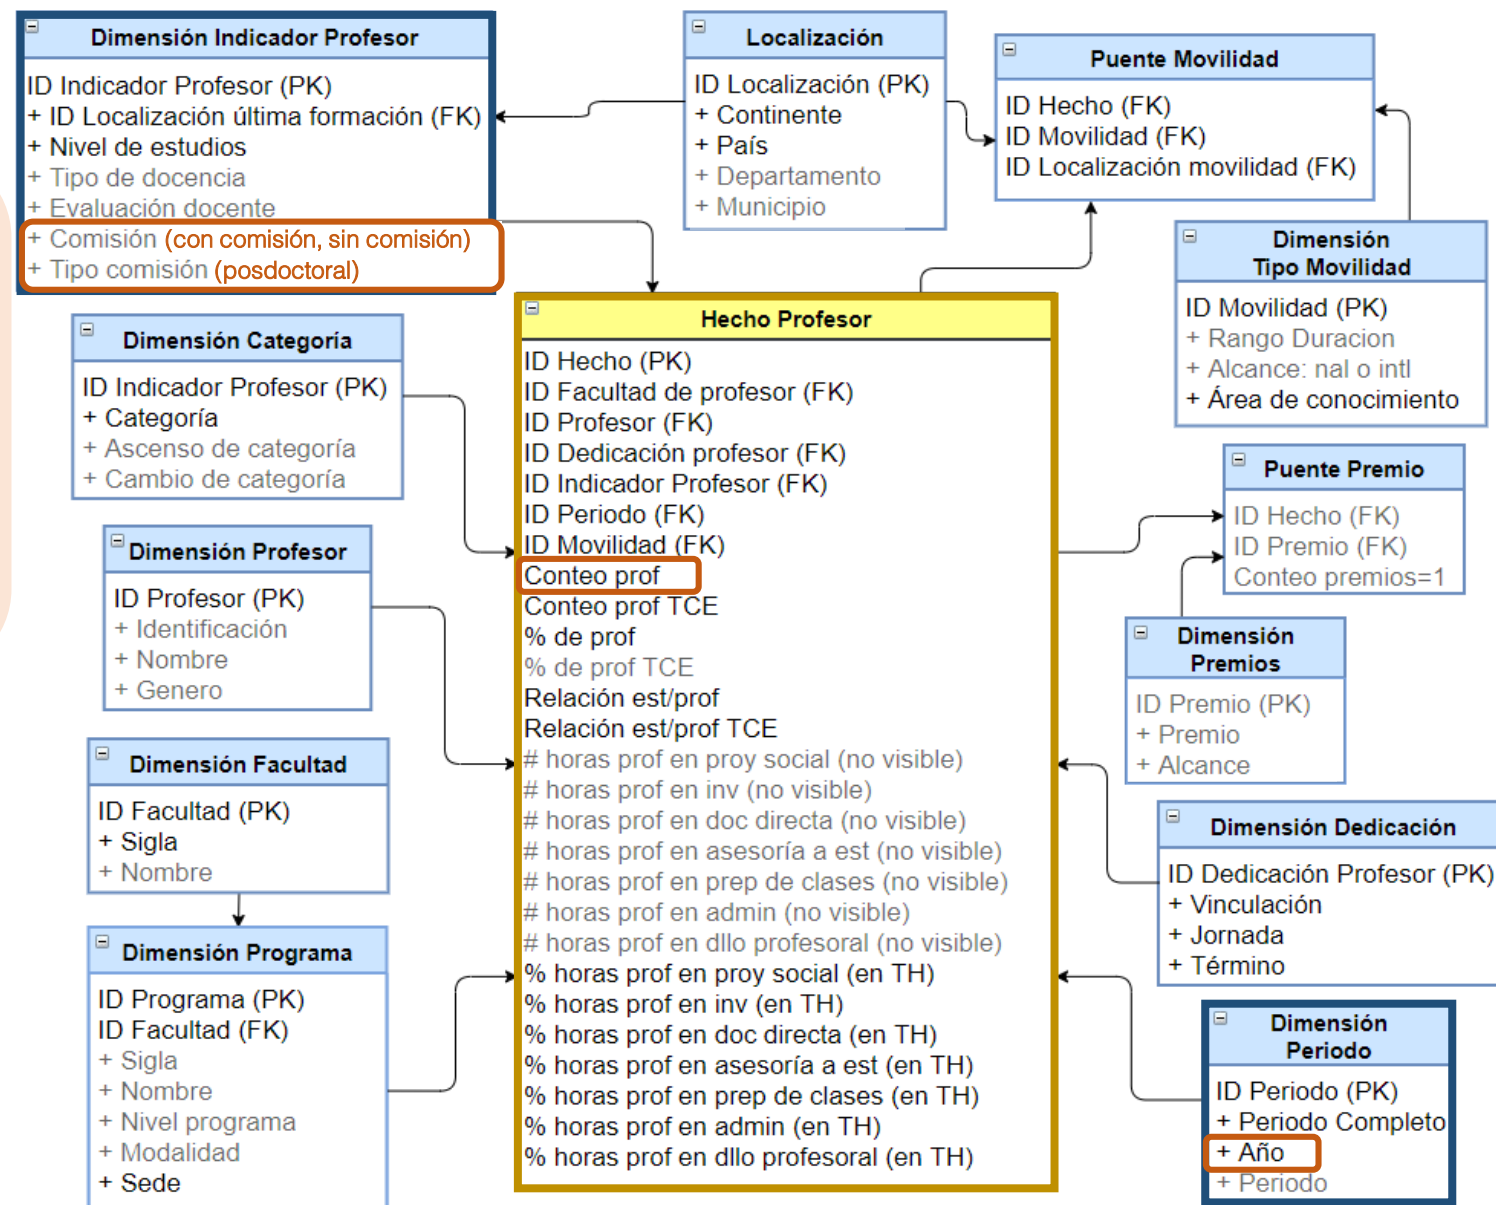 Dimensión Indicador Profesor
ID Indicador Profesor (PK)
+ ID Localización última formación (FK)
+ Nivel de estudios
+ Tipo de docencia
+ Evaluación docente
+ Comisión (con comisión, sin comisión)
+ Tipo comisión (posdoctoral)
Localización
ID Localización (PK)
+ Continente
+ País
+ Departamento
+ Municipio
Puente Movilidad
ID Hecho (FK)
ID Movilidad (FK)
ID Localización movilidad (FK)
Dimensión
Tipo Movilidad
ID Movilidad (PK)
+ Rango Duracion
+ Alcance: nal o intl
+ Área de conocimiento
Dimensión Categoría
ID Indicador Profesor (PK)
+ Categoría
+ Ascenso de categoría
+ Cambio de categoría
Hecho Profesor
ID Hecho (PK)
ID Facultad de profesor (FK)
ID Profesor (FK)
ID Dedicación profesor (FK)
ID Indicador Profesor (FK)
ID Periodo (FK)
ID Movilidad (FK)
Conteo prof
Conteo prof TCE
% de prof
% de prof TCE
Relación est/prof
Relación est/prof TCE
# horas prof en proy social (no visible)
# horas prof en inv (no visible)
# horas prof en doc directa (no visible)
# horas prof en asesoría a est (no visible)
# horas prof en prep de clases (no visible)
# horas prof en admin (no visible)
# horas prof en dllo profesoral (no visible)
% horas prof en proy social (en TH)
% horas prof en inv (en TH)
% horas prof en doc directa (en TH)
% horas prof en asesoría a est (en TH)
% horas prof en prep de clases (en TH)
% horas prof en admin (en TH)
% horas prof en dllo profesoral (en TH)
Puente Premio
ID Hecho (FK)
ID Premio (FK)
Conteo premios=1
Dimensión Profesor
ID Profesor (PK)
+ Identificación
+ Nombre
+ Genero
Dimensión
Premios
ID Premio (PK)
+ Premio
+ Alcance
Dimensión Facultad
ID Facultad (PK)
+ Sigla
+ Nombre
Dimensión Dedicación
ID Dedicación Profesor (PK)
+ Vinculación
+ Jornada
+ Término
Dimensión Programa
ID Programa (PK)
ID Facultad (FK)
+ Sigla
+ Nombre
+ Nivel programa
+ Modalidad
+ Sede
Dimensión
Periodo
ID Periodo (PK)
+ Periodo Completo
+ Año
+ Periodo